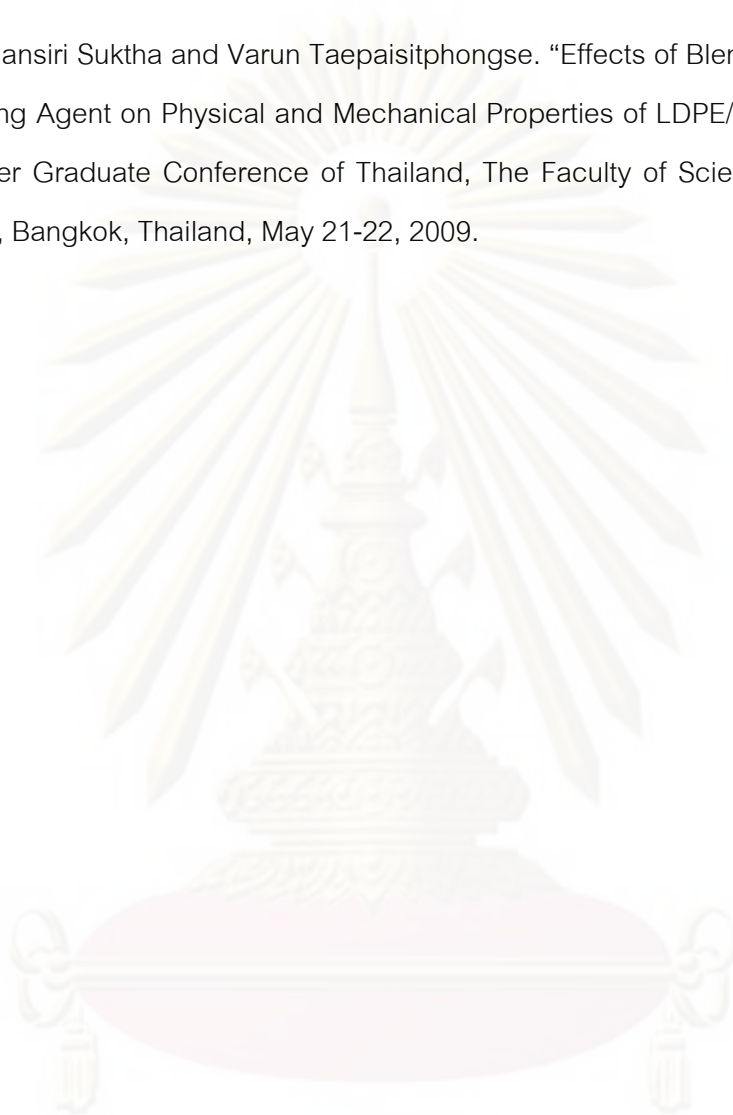 ansiri Suktha and Varun Taepaisitphongse. “Effects of Bler
ng Agent on Physical and Mechanical Properties of LDPE/
er Graduate Conference of Thailand, The Faculty of Scie
, Bangkok, Thailand, May 21-22, 2009.